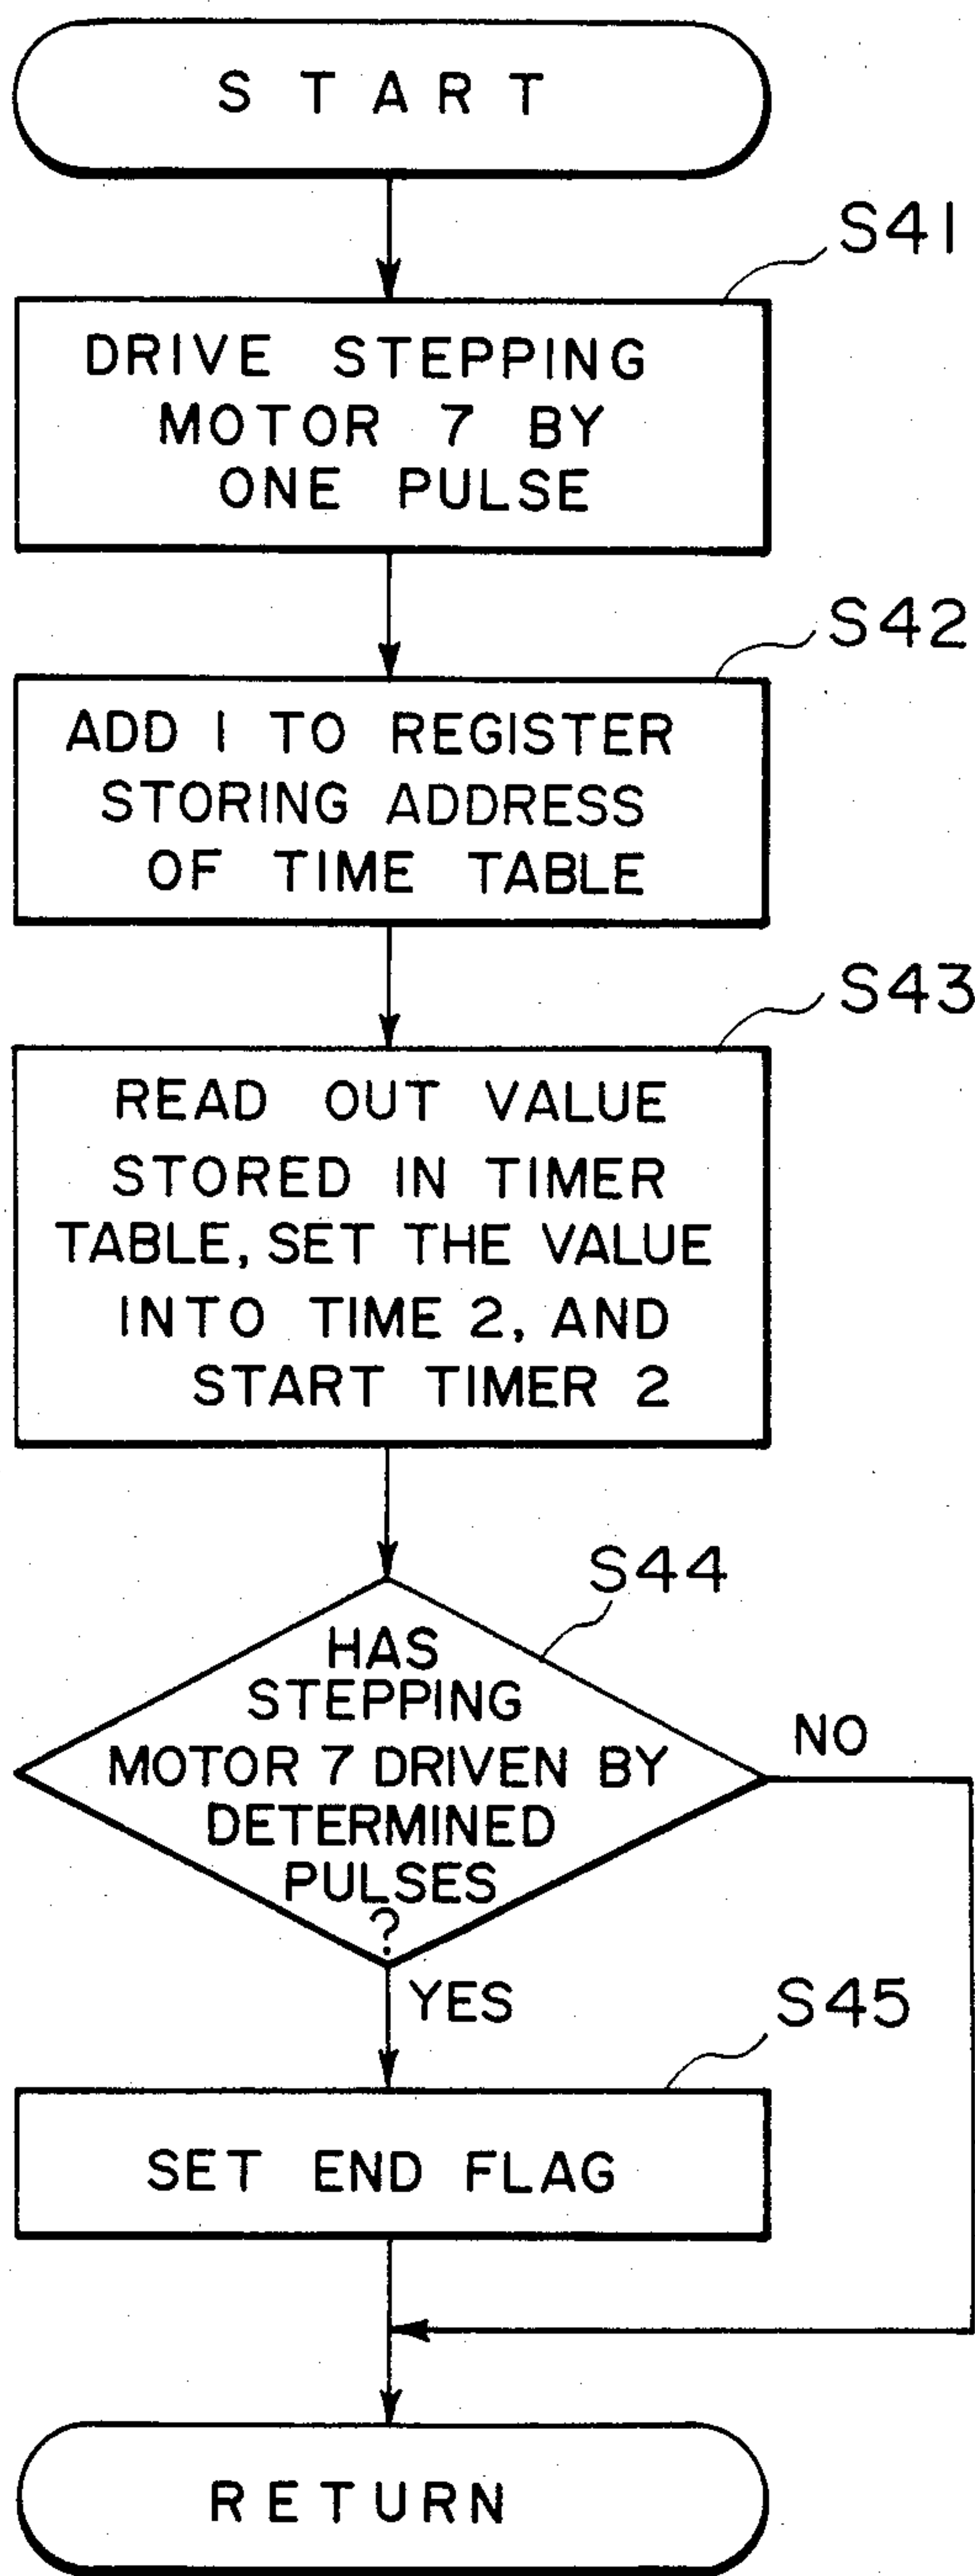 START
S41
DRIVE STEPPING
MOTOR 7 BY
ONE PULSE
S42
ADD 1 TO REGISTER
STORING ADDRESS
OF TIME TABLE
S43
READ OUT VALUE
STORED IN TIMER
TABLE, SET THE VALUE
INTO TIME 2, AND
START TIMER 2
S44
HAS
STEPPING
MOTOR 7 DRIVEN BY
DETERMINED
PULSES
?
NO
YES
S45
SET END FLAG
RETURN